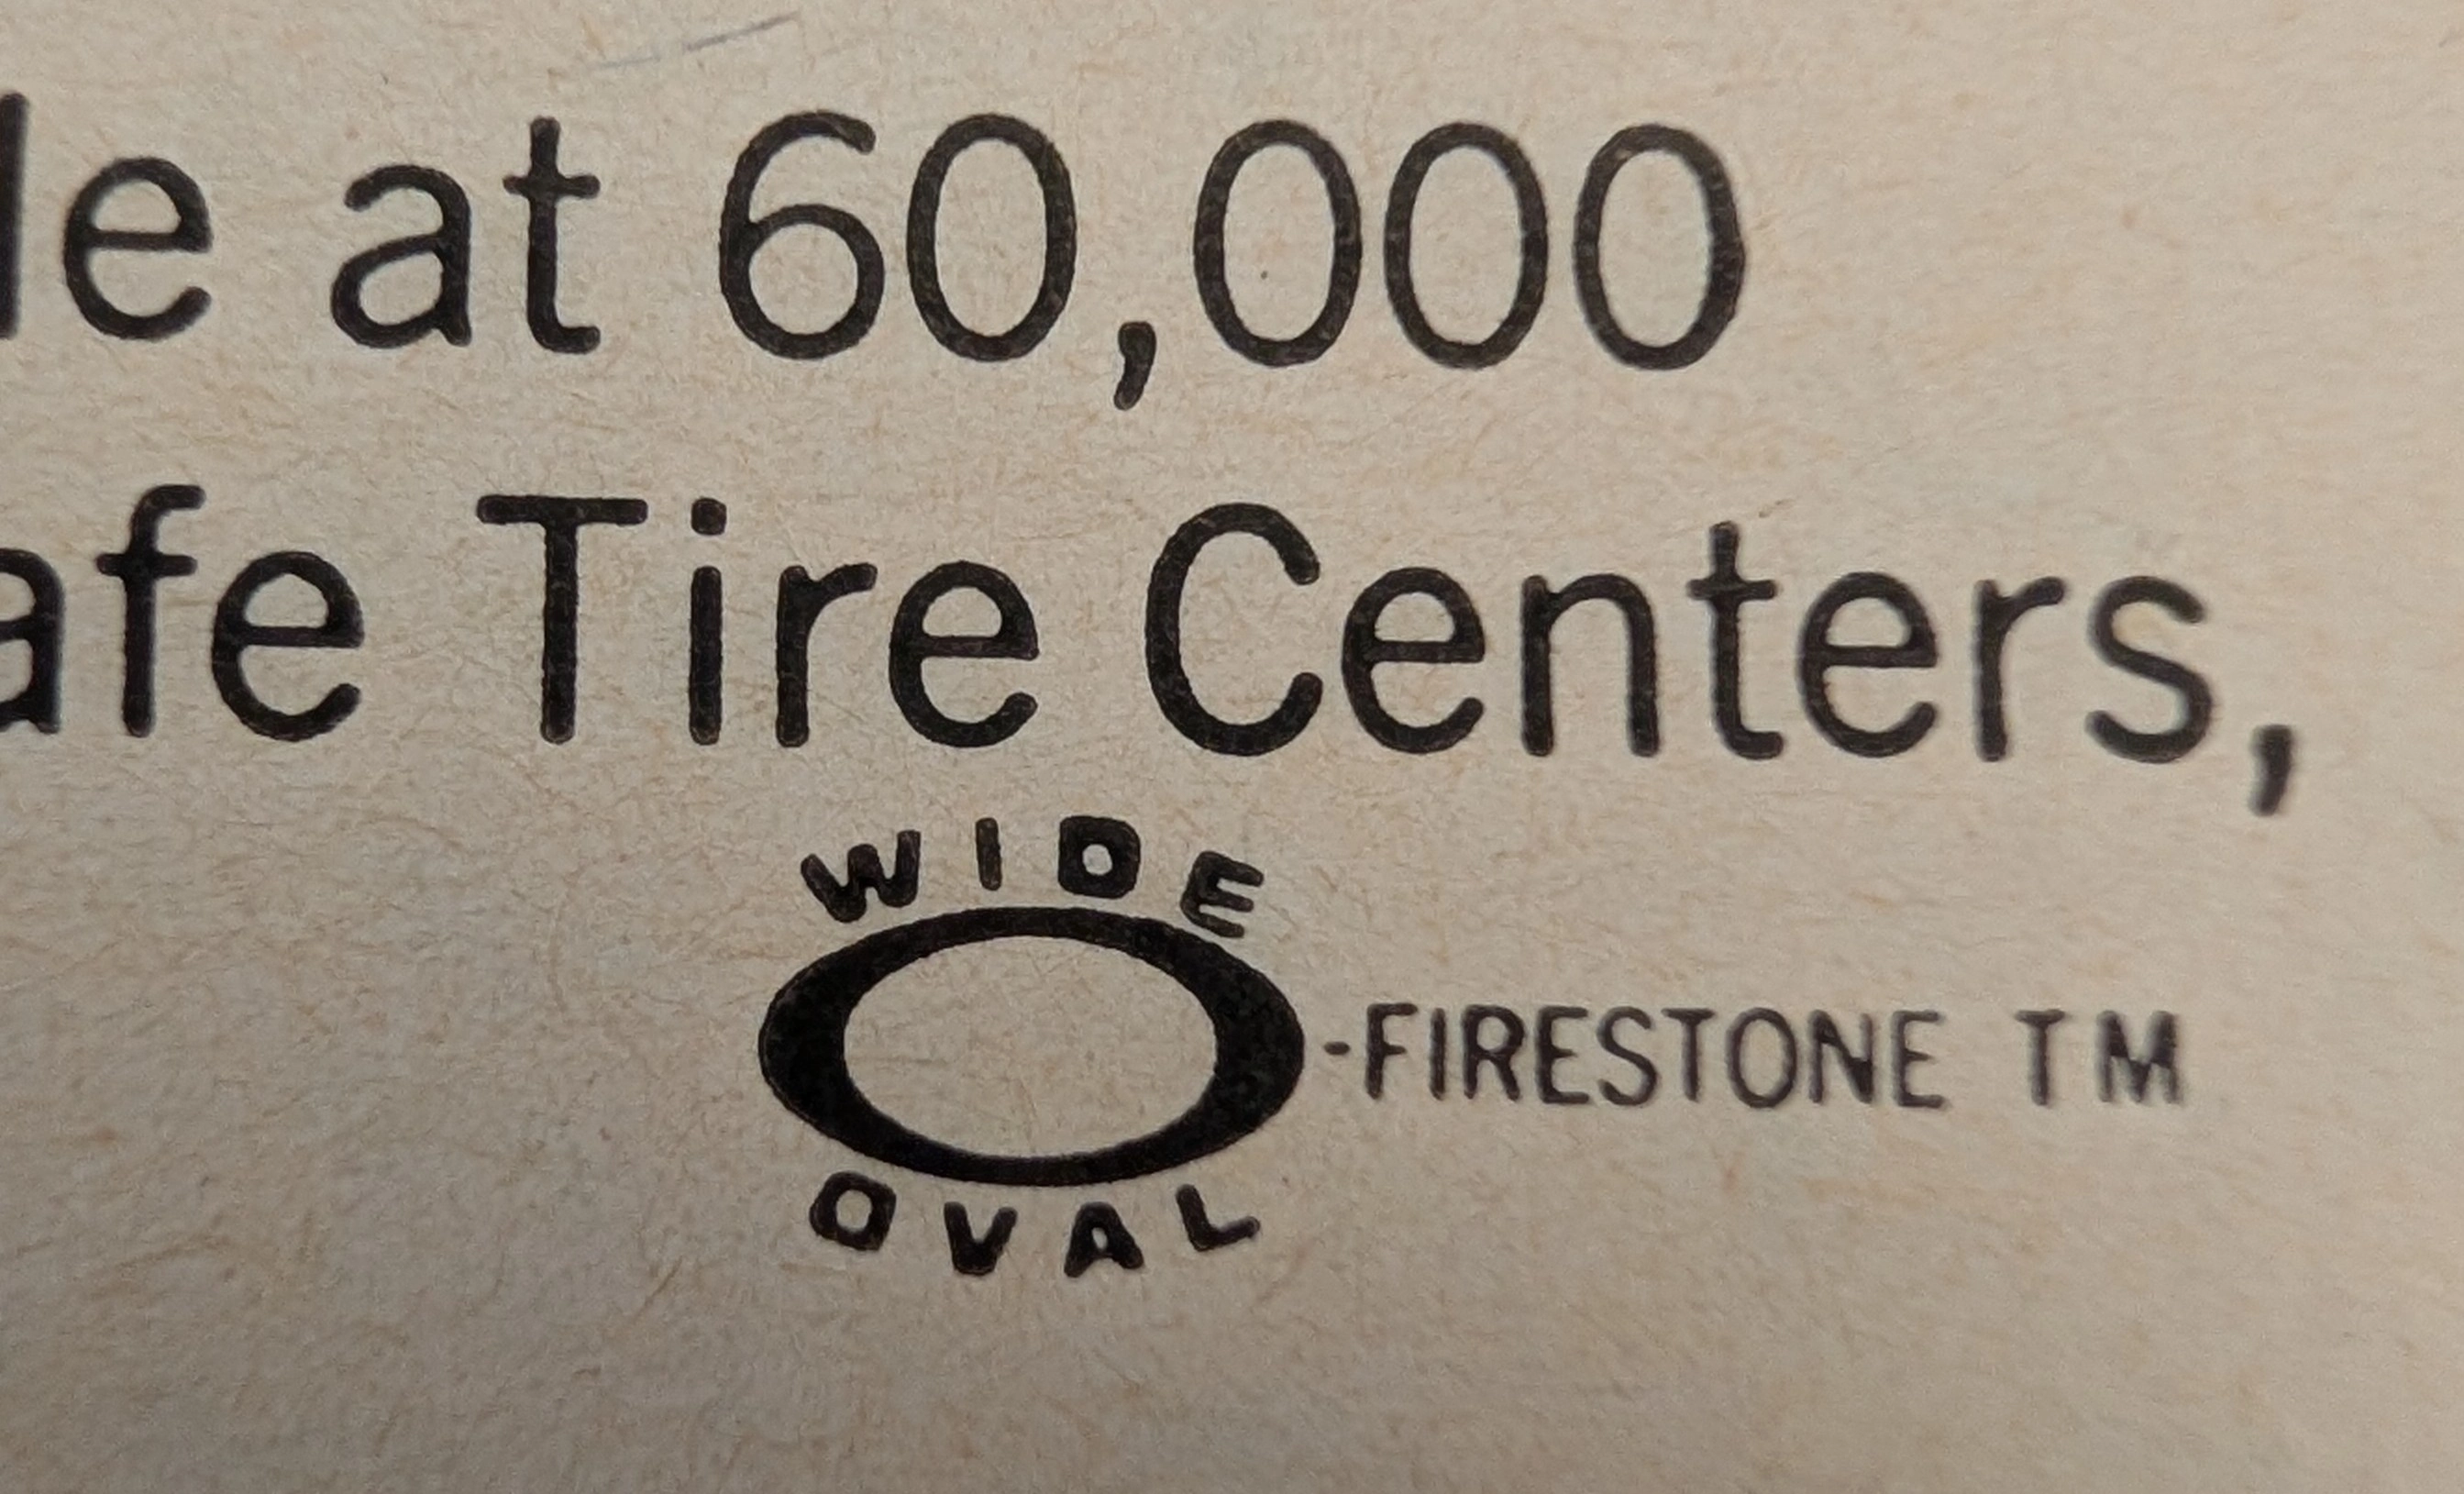 le at 60,000
afe Tire Centers,
WIDE
-FIRESTONE TM
OVAL